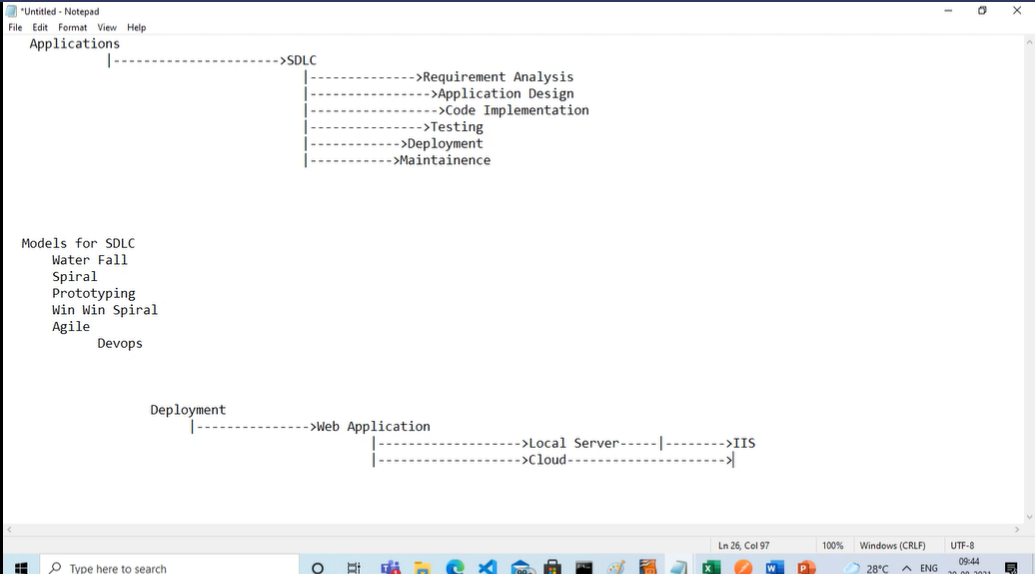 *Untitled - Notepad
File Edit Format View Help
Applications
|---------------------->SDLC
|-------------->Requirement Analysis
|---------------->Application Design
|----------------->Code Implementation
|--------------->Testing
|------------>Deployment
|----------->Maintainence
Models for SDLC
Water Fall
Spiral
Prototyping
Win Win Spiral
Agile
Devops
Deployment
|--------------->Web Application
|------------------->Local Server-----|-------->IIS
|------------------->Cloud--------------------->
Ln 26, Col 97 100% Windows (CRLF) UTF-8
Type here to search 28°C ENG 09:44